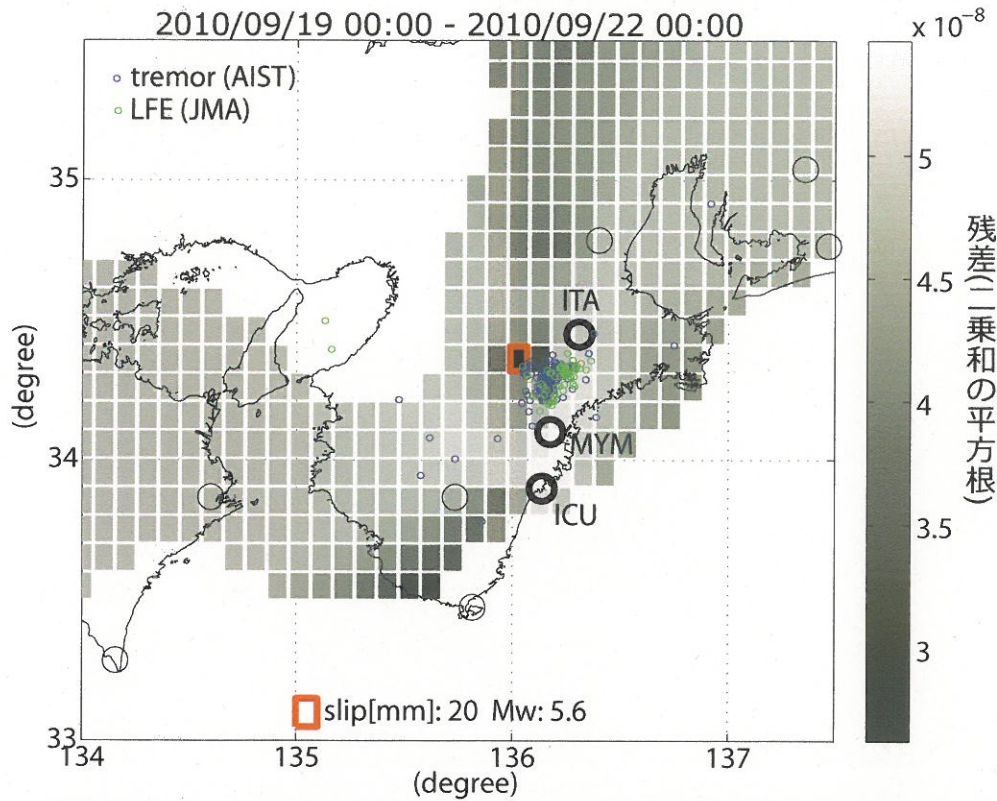 2010/09/19 00:00 - 2010/09/22 00:00
x 10⁻⁸
tremor (AIST)
LFE (JMA)
35
34
33
(degree)
ITA
MYM
ICU
slip[mm]: 20 Mw: 5.6
134
135
136
137
(degree)
5
4.5
4
3.5
3
残差(二乗和の平方根)